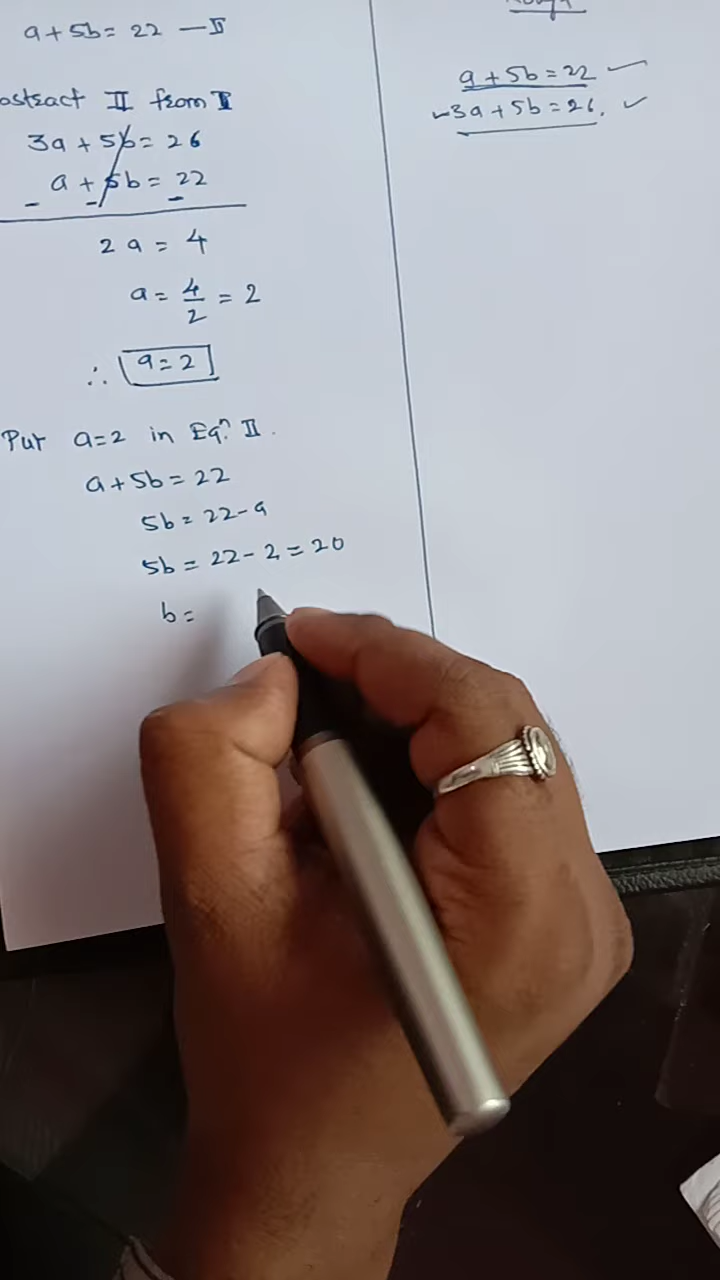 a + 5b = 22 — II
II from I
3a + 5b = 26
a + 5b = 22
2a = 4
a = 4/2 = 2
∴ a = 2
Put a=2 in Eqn. II.
a + 5b = 22
5b = 22 - a
5b = 22 - 2 = 20
b =
a + 5b = 22
3a + 5b = 26.